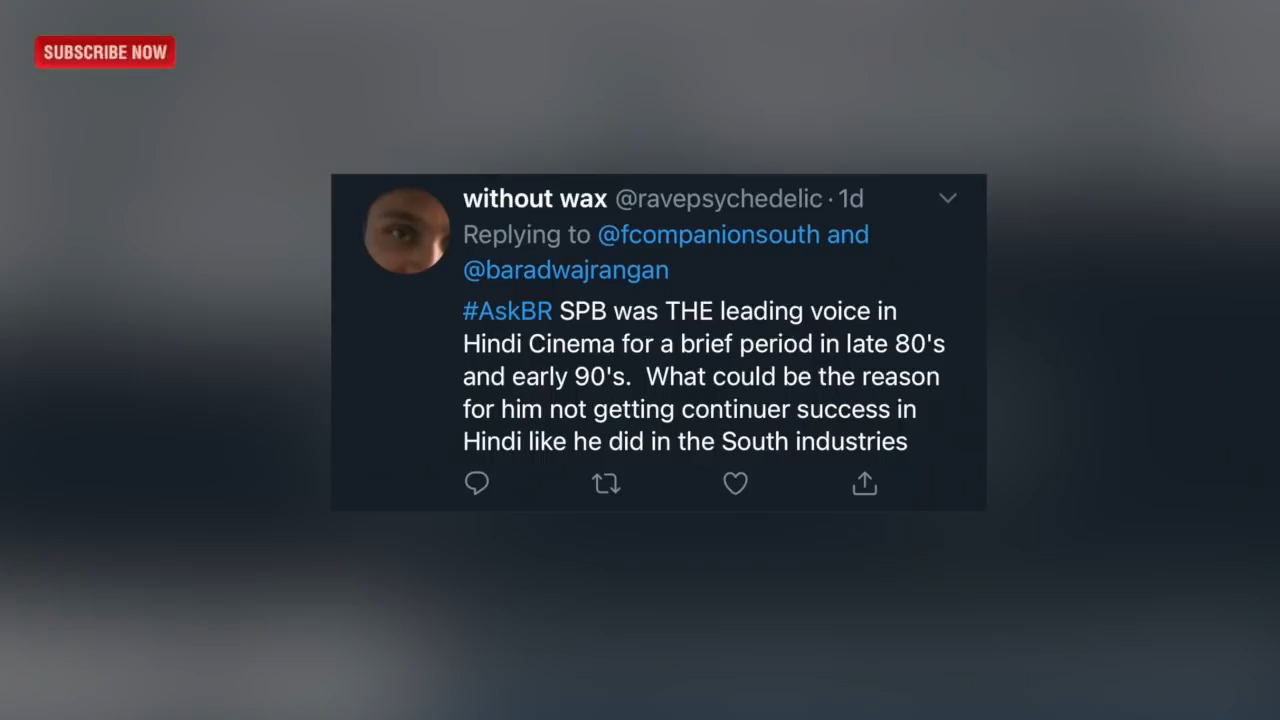 SUBSCRIBE NOW
without wax @ravepsychedelic · 1d
Replying to @fcompanionsouth and
@baradwajrangan
#AskBR SPB was THE leading voice in
Hindi Cinema for a brief period in late 80's
and early 90's.  What could be the reason
for him not getting continuer success in
Hindi like he did in the South industries